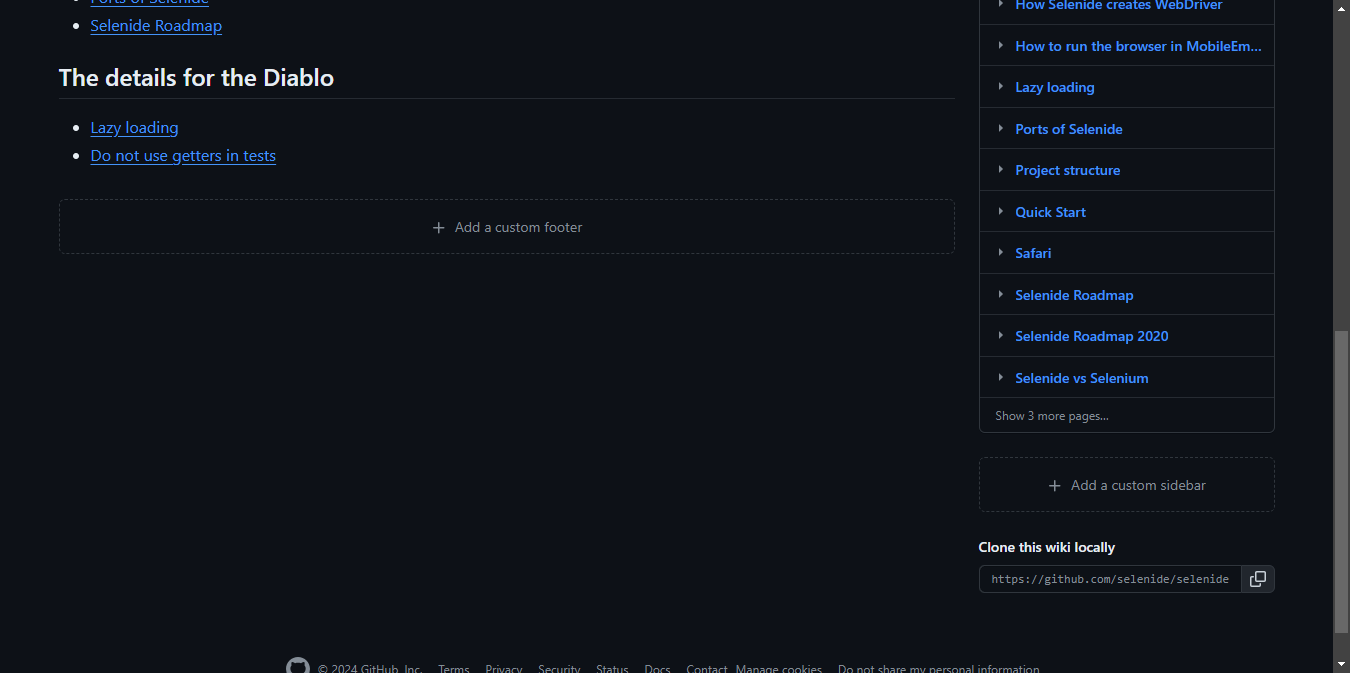 Ports of Selenide
Selenide Roadmap
The details for the Diablo
Lazy loading
Do not use getters in tests
Add a custom footer
How Selenide creates WebDriver
How to run the browser in MobileEm...
Lazy loading
Ports of Selenide
Project structure
Quick Start
Safari
Selenide Roadmap
Selenide Roadmap 2020
Selenide vs Selenium
Show 3 more pages...
Add a custom sidebar
Clone this wiki locally
https://github.com/selenide/selenide
© 2024 GitHub, Inc. Terms Privacy Security Status Docs Contact Manage cookies Do not share my personal information